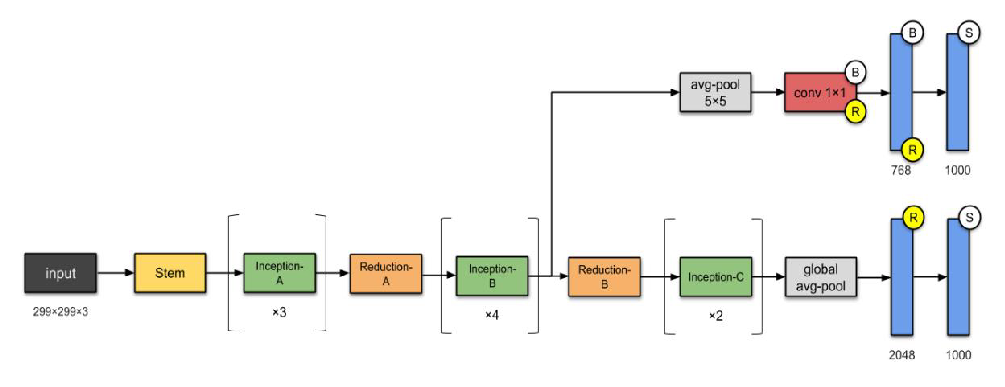 B
S
avg-pool
5×5
conv 1×1
B
R
R
768
1000
input
299×299×3
Stem
Inception-
A
×3
Reduction-
A
Inception-
B
×4
Reduction-
B
Inception-C
×2
global
avg-pool
R
S
2048
1000